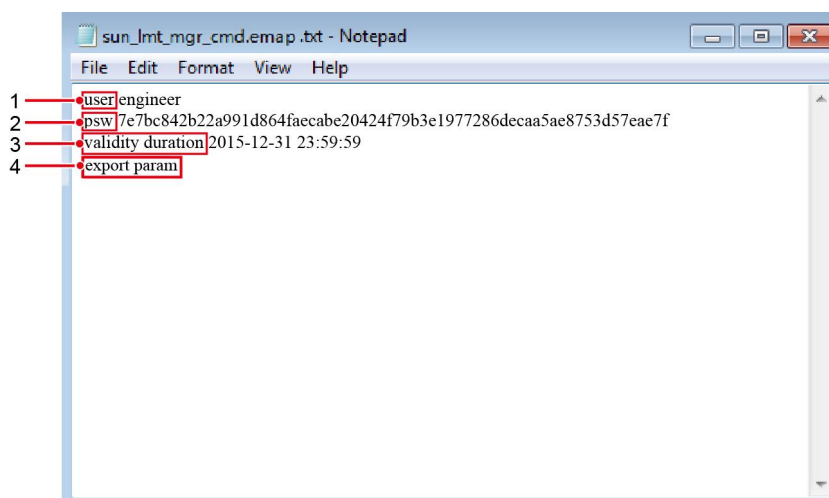 sun_lmt_mgr_cmd.emap .txt - Notepad
File Edit Format View Help
1 user engineer
2 psw 7e7bc842b22a991d864faecabe20424f79b3e1977286decaa5ae8753d57eae7f
3 validity duration 2015-12-31 23:59:59
4 export param